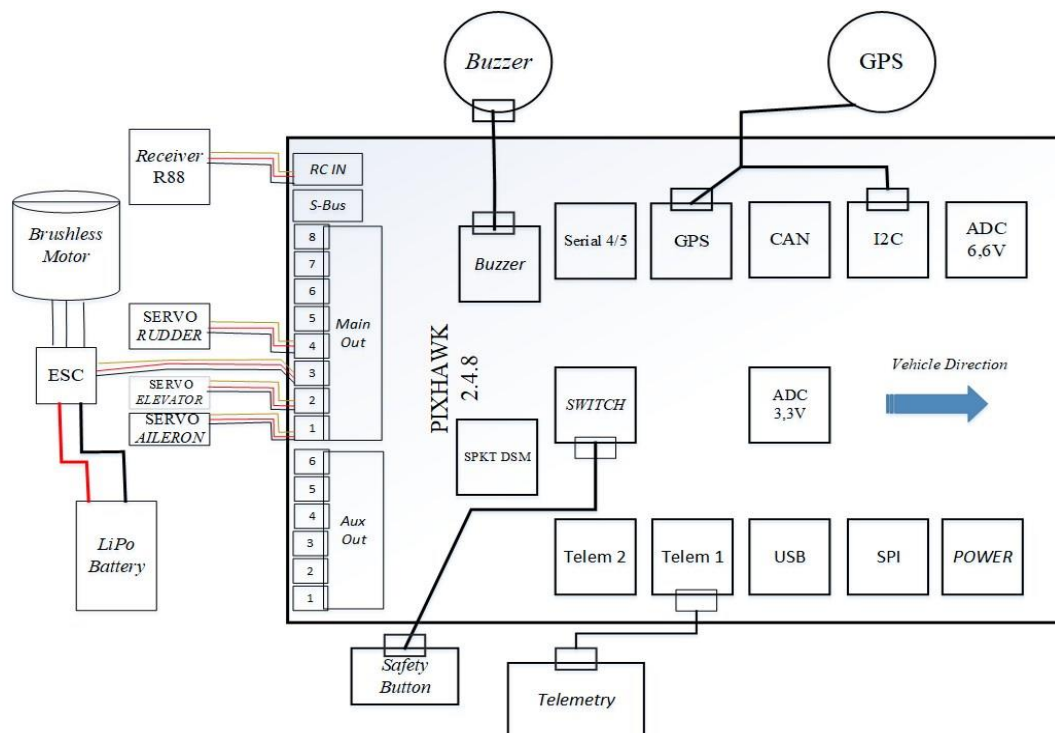 Buzzer
GPS
Receiver
R88
RC IN
S-Bus
Brushless
Motor
8
7
6
5
4
3
2
1
Main
Out
SERVO
RUDDER
ESC
SERVO
ELEVATOR
SERVO
AILERON
LiPo
Battery
6
5
4
3
2
1
Aux
Out
PIXHAWK
2.4.8
Buzzer
Serial 4/5
GPS
CAN
I2C
ADC
6,6V
SWITCH
ADC
3,3V
Vehicle Direction
SPKT DSM
Telem 2
Telem 1
USB
SPI
POWER
Safety
Button
Telemetry